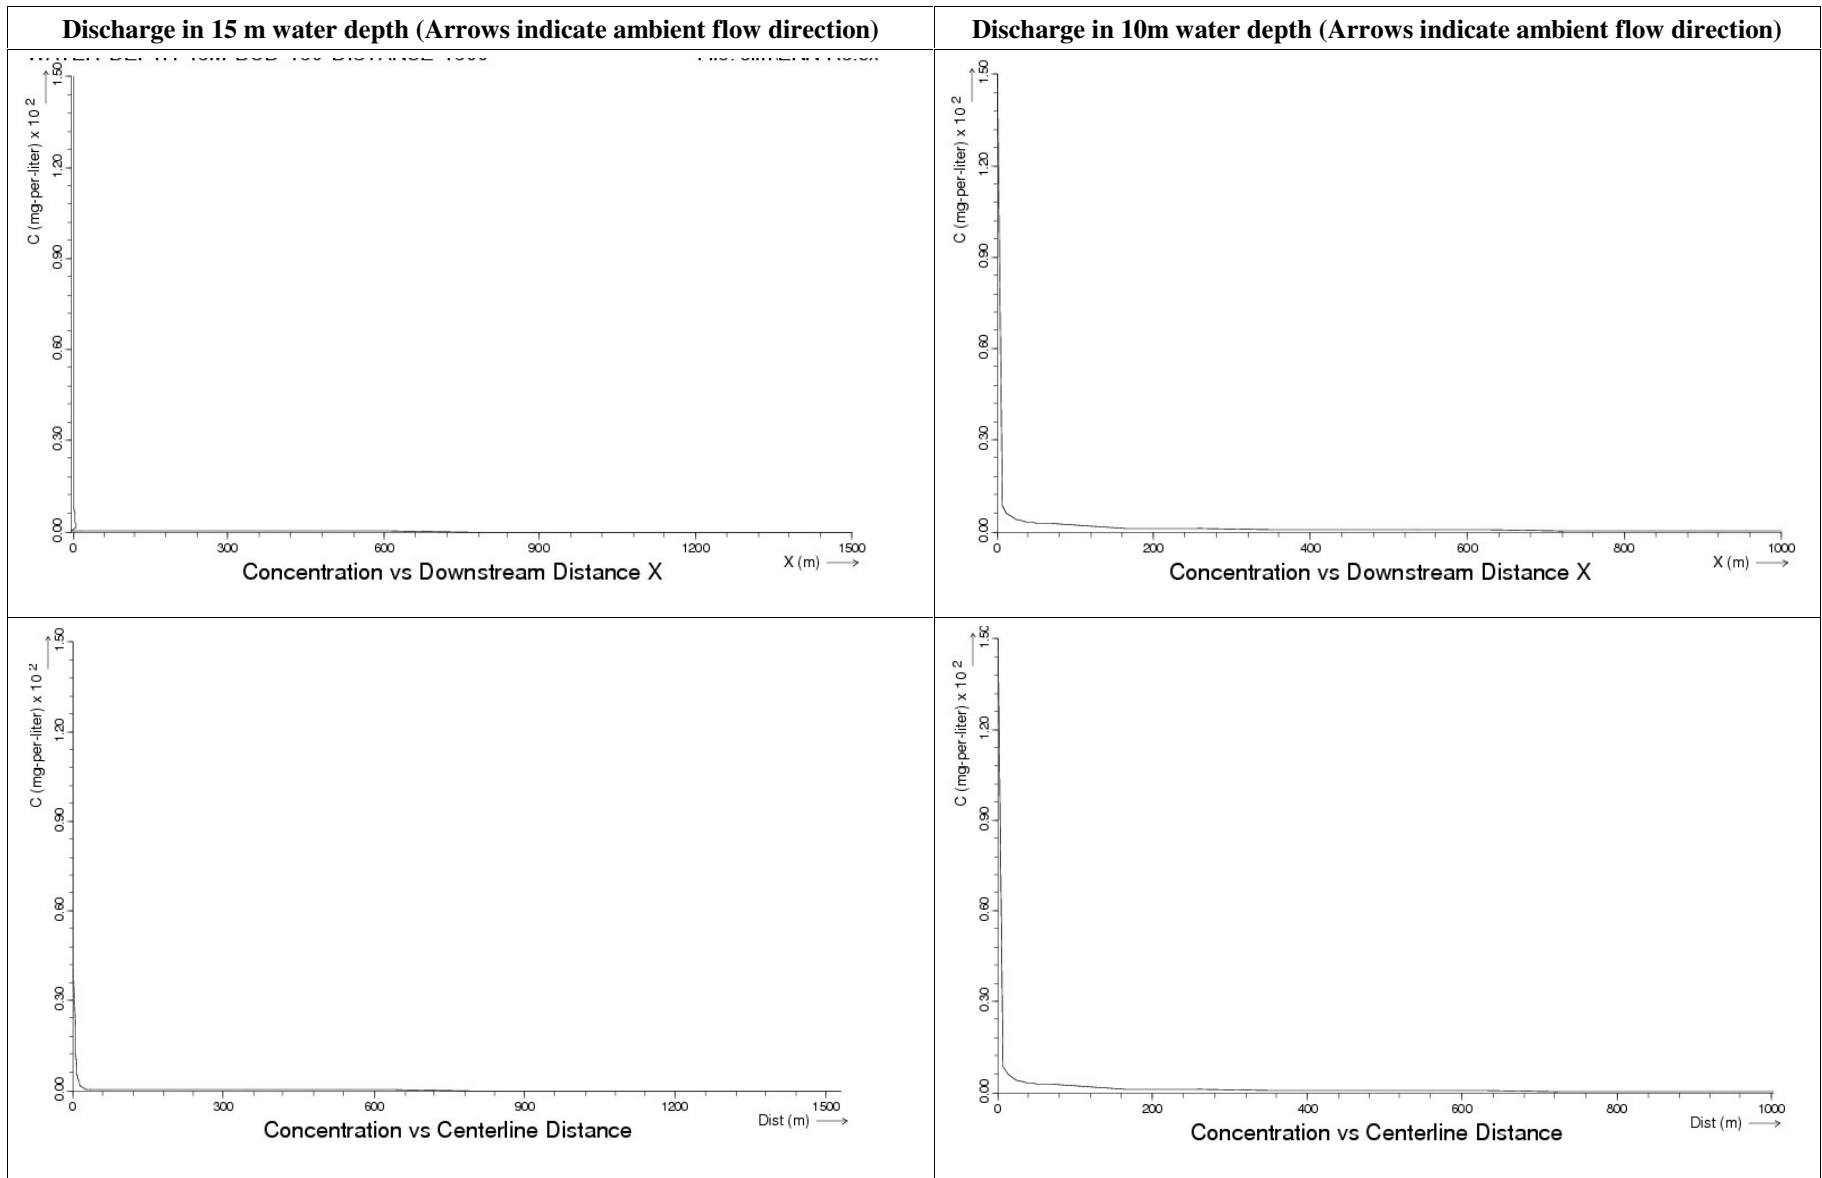 Discharge in 15 m water depth (Arrows indicate ambient flow direction)
Discharge in 10m water depth (Arrows indicate ambient flow direction)
C (mg-per-liter) x 10 2
1.50
1.20
0.90
0.60
0.30
0.00
0 300 600 900 1200 1500
X (m)
Concentration vs Downstream Distance X
C (mg-per-liter) x 10 2
1.50
1.20
0.90
0.60
0.30
0.00
0 200 400 600 800 1000
X (m)
Concentration vs Downstream Distance X
C (mg-per-liter) x 10 2
1.50
1.20
0.90
0.60
0.30
0.00
0 300 600 900 1200 1500
Dist (m)
Concentration vs Centerline Distance
C (mg-per-liter) x 10 2
1.50
1.20
0.90
0.60
0.30
0.00
0 200 400 600 800 1000
Dist (m)
Concentration vs Centerline Distance